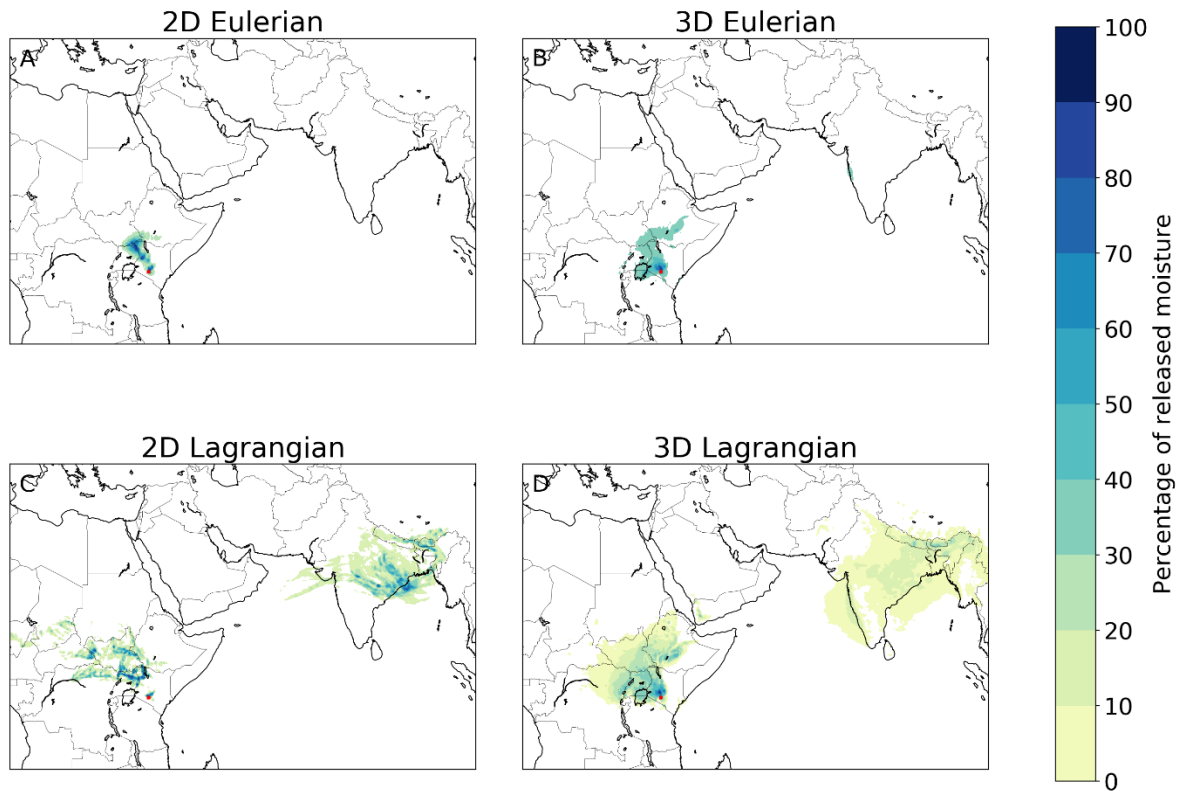 2D Eulerian
3D Eulerian
A
B
2D Lagrangian
3D Lagrangian
C
D
100
90
80
70
60
50
40
30
20
10
0
Percentage of released moisture